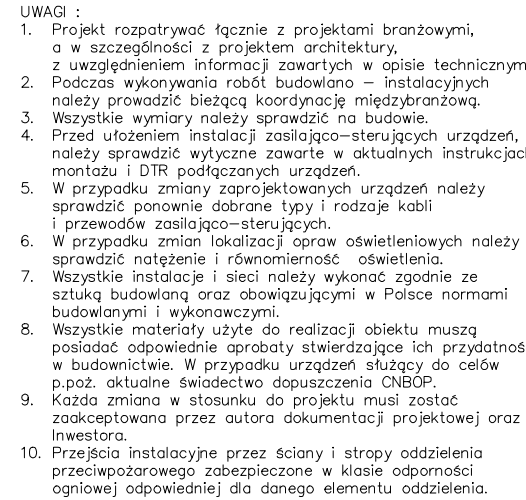 UWAGI :
1. Projekt rozpatrywać łącznie z projektami branżowymi,
a w szczególności z projektem architektury,
z uwzględnieniem informacji zawartych w opisie technicznym
2. Podczas wykonywania robót budowlano – instalacyjnych
należy prowadzić bieżącą koordynację międzybranżową.
3. Wszystkie wymiary należy sprawdzić na budowie.
4. Przed ułożeniem instalacji zasilająco–sterujących urządzeń,
należy sprawdzić wytyczne zawarte w aktualnych instrukcjach
montażu i DTR podłączanych urządzeń.
5. W przypadku zmiany zaprojektowanych urządzeń należy
sprawdzić ponownie dobrane typy i rodzaje kabli
i przewodów zasilająco–sterujących.
6. W przypadku zmian lokalizacji opraw oświetleniowych należy
sprawdzić natężenie i równomierność oświetlenia.
7. Wszystkie instalacje i sieci należy wykonać zgodnie ze
sztuką budowlaną oraz obowiązującymi w Polsce normami
budowlanymi i wykonawczymi.
8. Wszystkie materiały użyte do realizacji obiektu muszą
posiadać odpowiednie aprobaty stwierdzające ich przydatnoś
w budownictwie. W przypadku urządzeń służący do celów
p.poż. aktualne świadectwo dopuszczenia CNBOP.
9. Każda zmiana w stosunku do projektu musi zostać
zaakceptowana przez autora dokumentacji projektowej oraz
Inwestora.
10. Przejścia instalacyjne przez ściany i stropy oddzielenia
przeciwpożarowego zabezpieczone w klasie odporności
ogniowej odpowiedniej dla danego elementu oddzielenia.